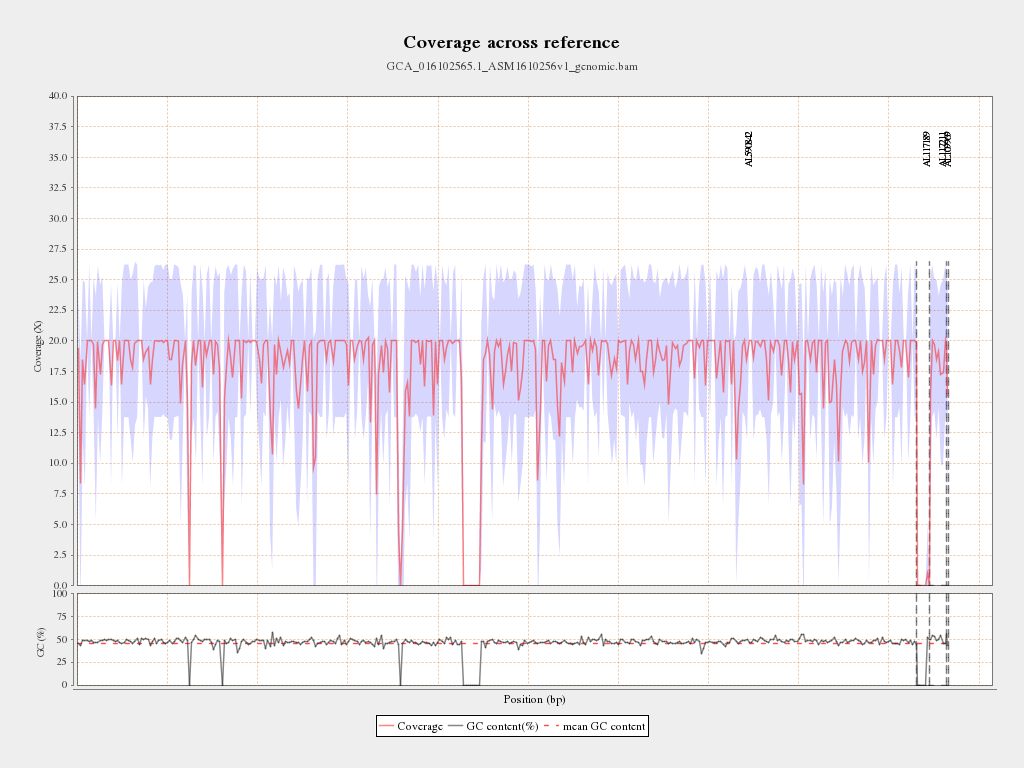 Coverage across reference
GCA_016102565.1_ASM1610256v1_genomic.bam
40.0
37.5
35.0
32.5
30.0
27.5
25.0
22.5
20.0
17.5
15.0
12.5
10.0
7.5
5.0
2.5
0.0
Coverage (X)
AL590842
AL117189
AL117211
AL109969
100
75
50
25
0
GC (%)
Position (bp)
Coverage GC content(%) mean GC content